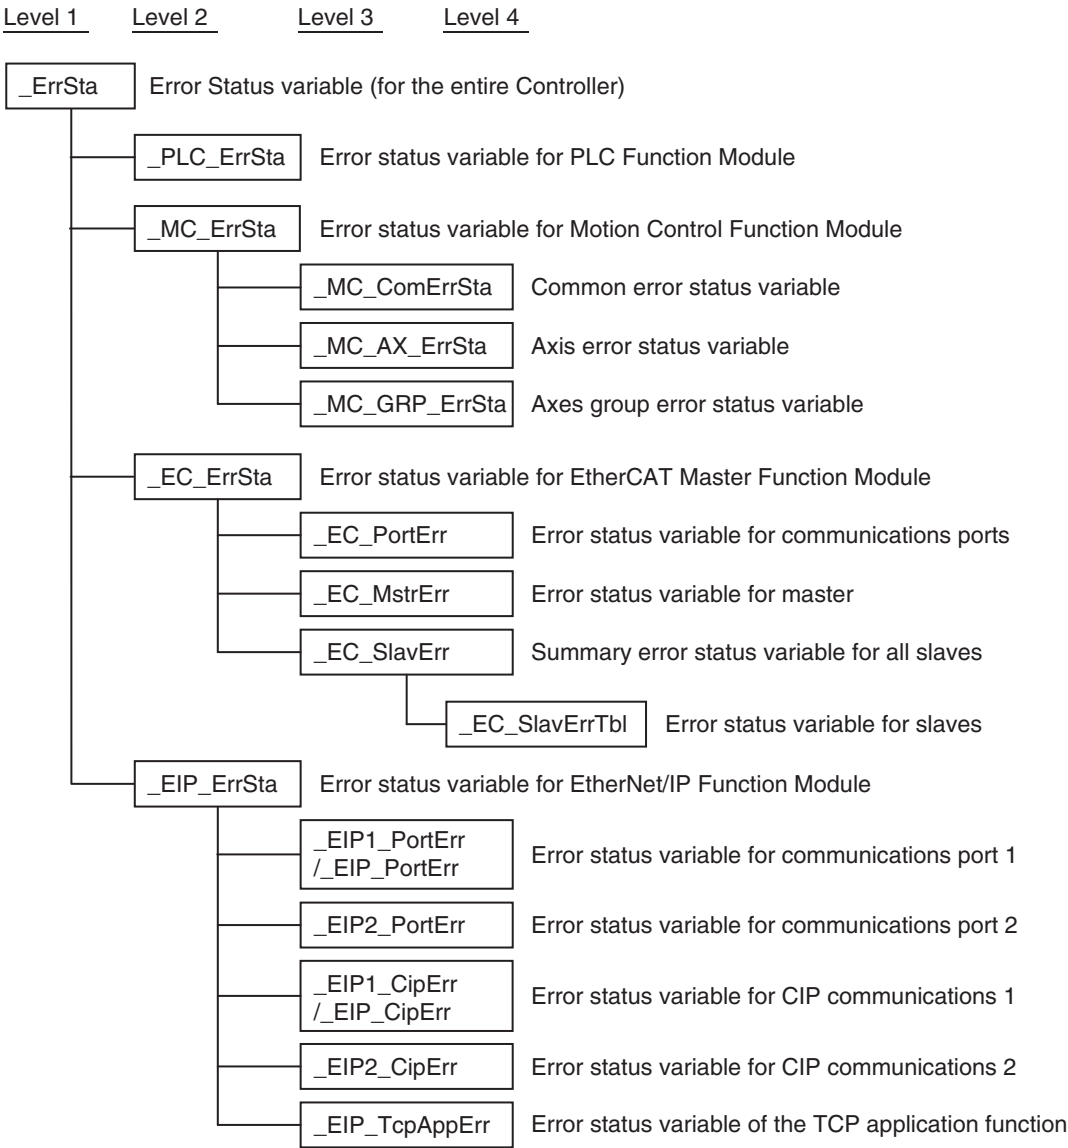 Level 1 Level 2 Level 3 Level 4
_ErrSta Error Status variable (for the entire Controller)
_PLC_ErrSta Error status variable for PLC Function Module
_MC_ErrSta Error status variable for Motion Control Function Module
_MC_ComErrSta Common error status variable
_MC_AX_ErrSta Axis error status variable
_MC_GRP_ErrSta Axes group error status variable
_EC_ErrSta Error status variable for EtherCAT Master Function Module
_EC_PortErr Error status variable for communications ports
_EC_MstrErr Error status variable for master
_EC_SlavErr Summary error status variable for all slaves
_EC_SlavErrTbl Error status variable for slaves
_EIP_ErrSta Error status variable for EtherNet/IP Function Module
_EIP1_PortErr
/_EIP_PortErr Error status variable for communications port 1
_EIP2_PortErr Error status variable for communications port 2
_EIP1_CipErr
/_EIP_CipErr Error status variable for CIP communications 1
_EIP2_CipErr Error status variable for CIP communications 2
_EIP_TcpAppErr Error status variable of the TCP application function